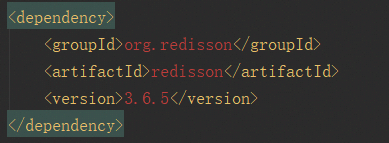 <dependency>
<groupId>org.redisson</groupId>
<artifactId>redisson</artifactId>
<version>3.6.5</version>
</dependency>